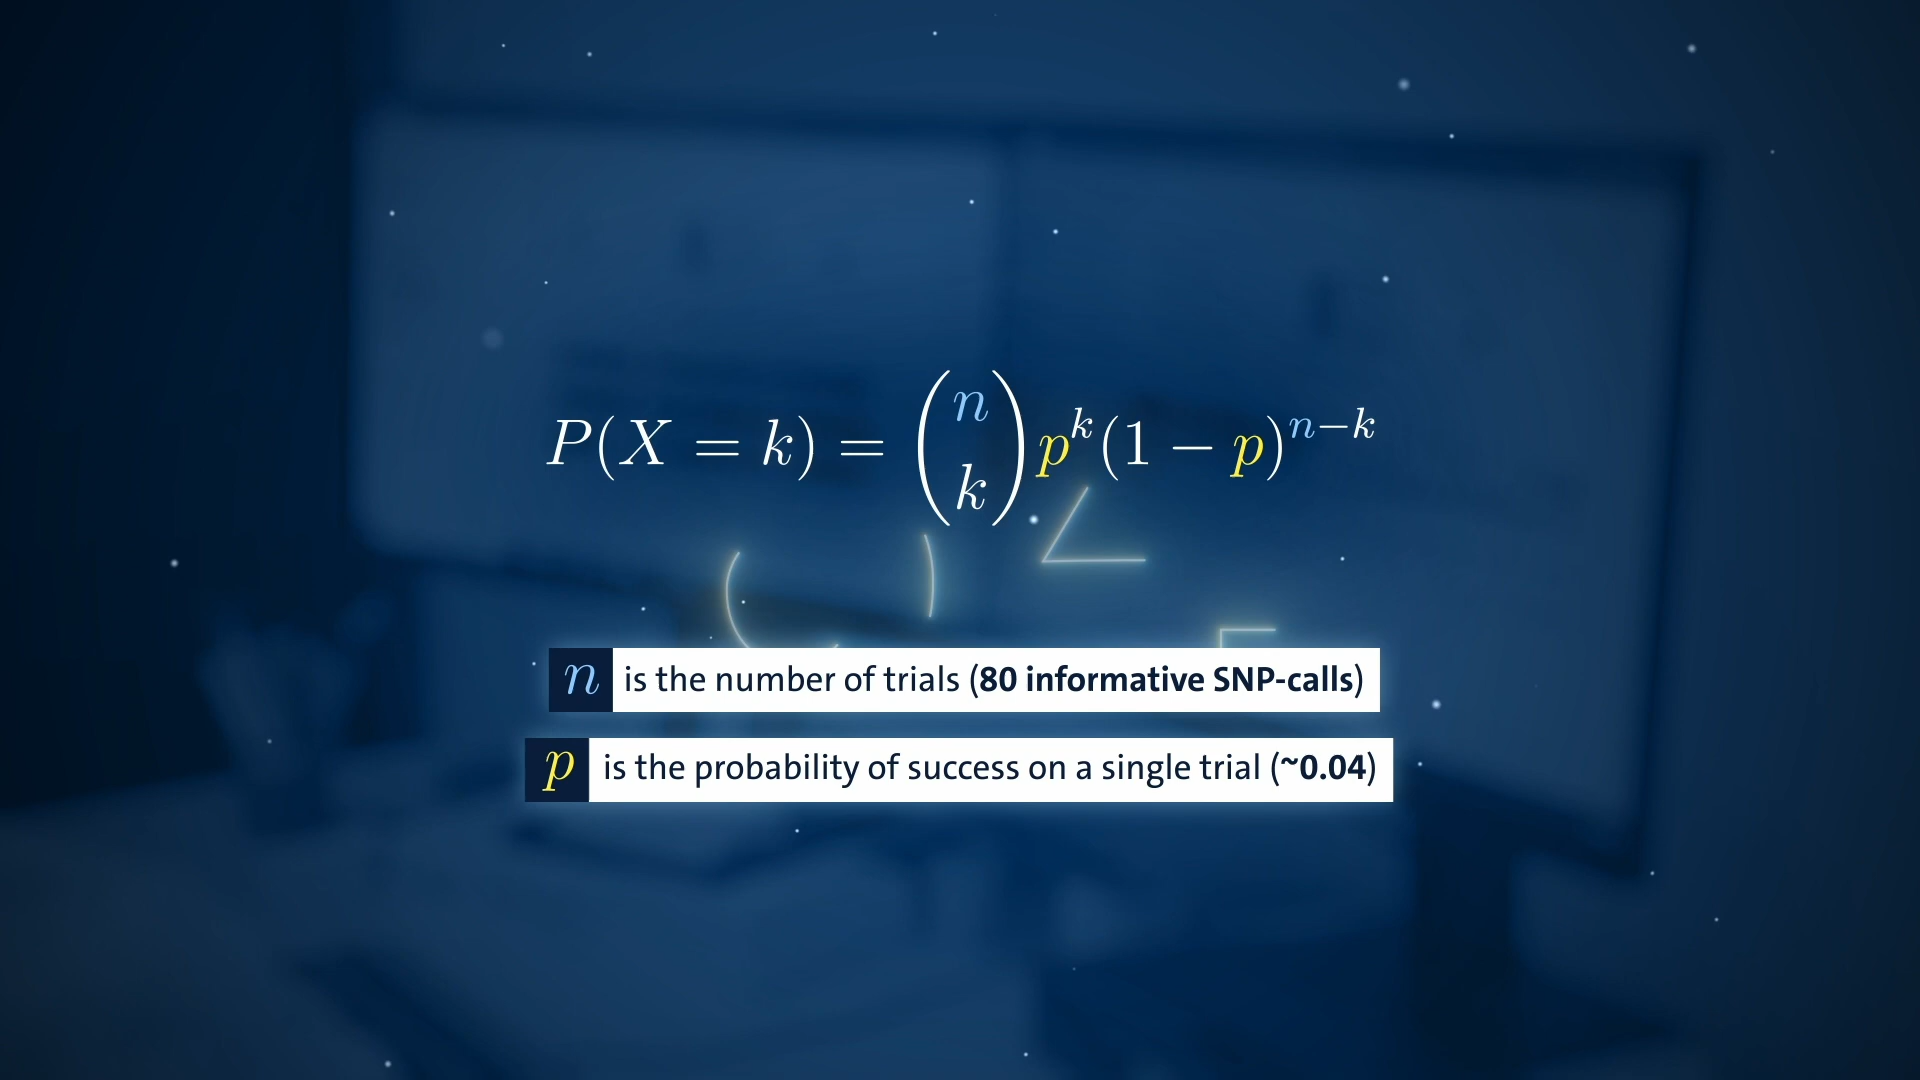 P(X = k) = \binom{n}{k} p^k (1 − p)^{n−k}
n is the number of trials (80 informative SNP-calls)
p is the probability of success on a single trial (~0.04)